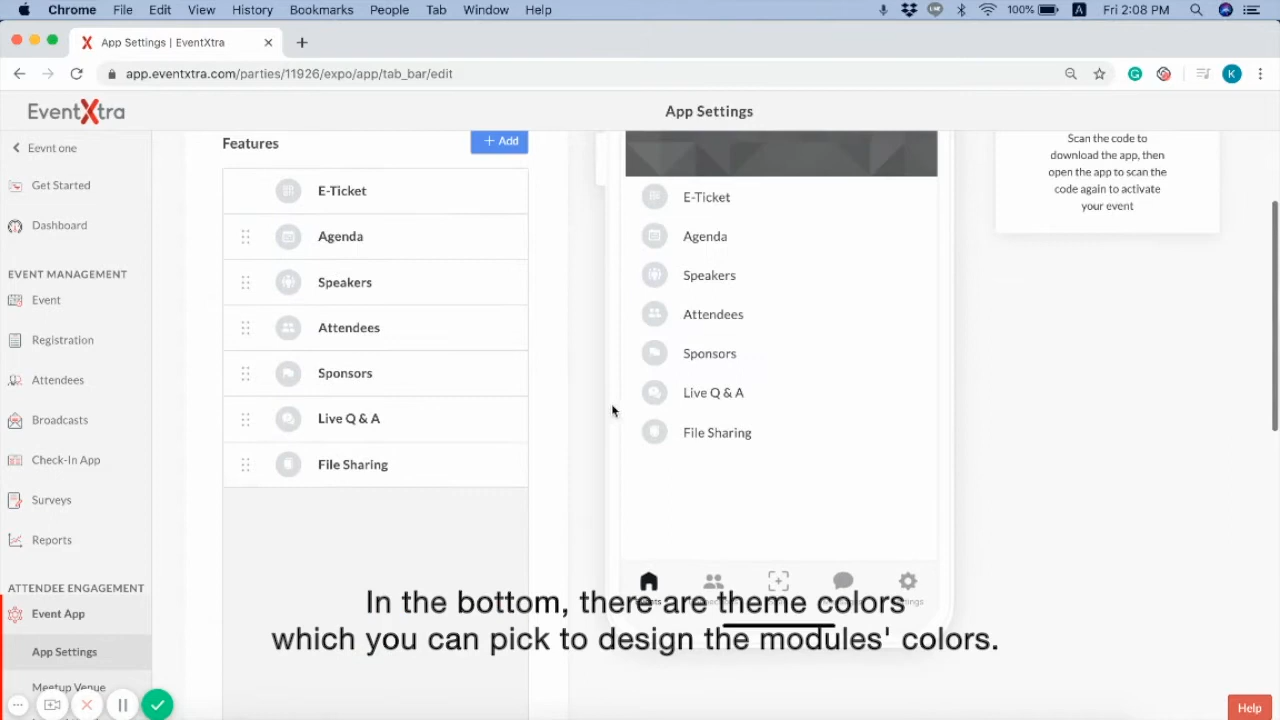 Chrome File Edit View History Bookmarks People Tab Window Help
100% A Fri 2:08 PM
App Settings | EventXtra
app.eventxtra.com/parties/11926/expo/app/tab_bar/edit
K
EventXtra
App Settings
Eevnt one
Get Started
Dashboard
EVENT MANAGEMENT
Event
Registration
Attendees
Broadcasts
Check-In App
Surveys
Reports
ATTENDEE ENGAGEMENT
Event App
App Settings
Meetup Venue
Features
+ Add
E-Ticket
Agenda
Speakers
Attendees
Sponsors
Live Q & A
File Sharing
E-Ticket
Agenda
Speakers
Attendees
Sponsors
Live Q & A
File Sharing
Scan the code to
download the app, then
open the app to scan the
code again to activate
your event
In the bottom, there are theme colors
which you can pick to design the modules' colors.
Help